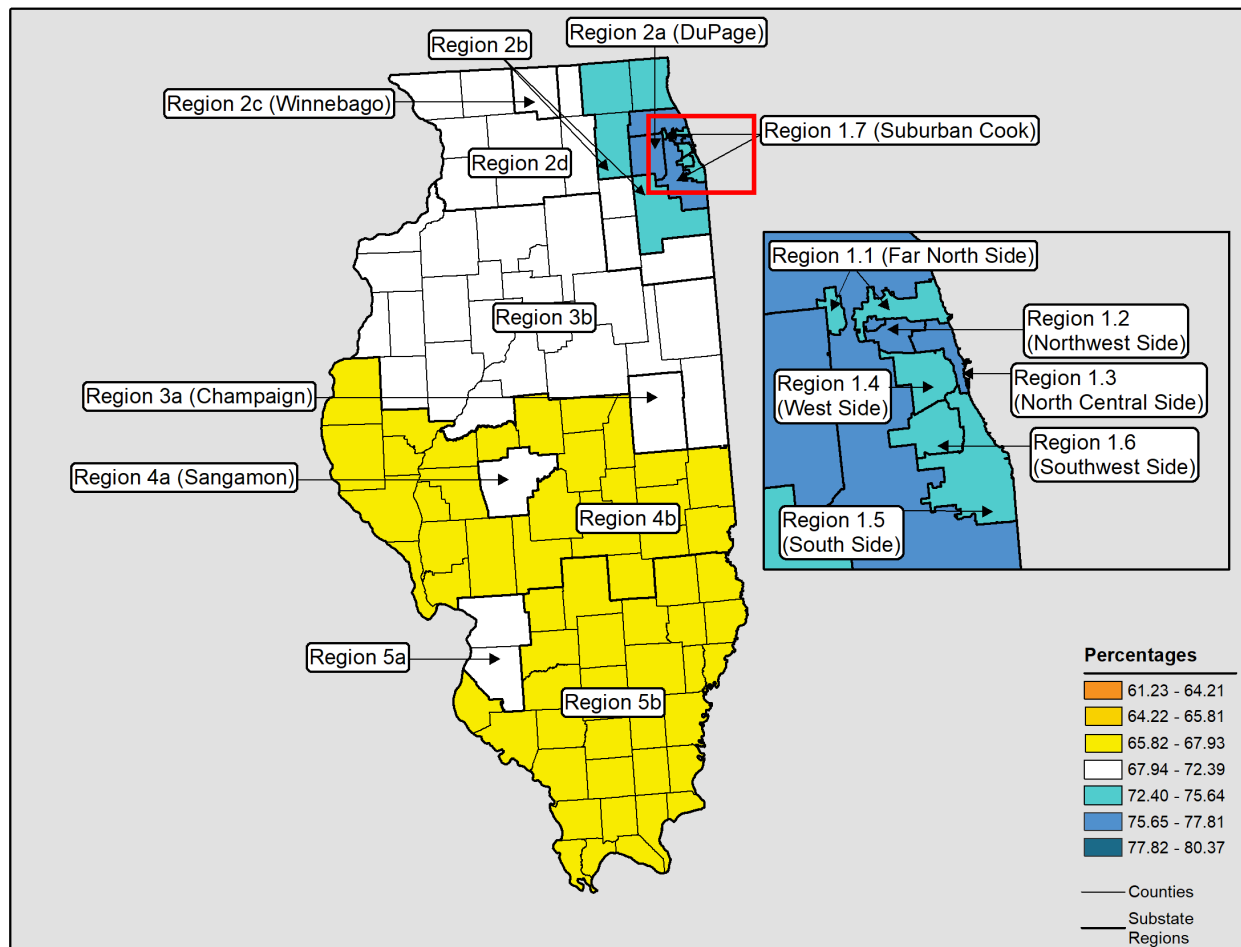 Region 2a (DuPage)
Region 2b
Region 2c (Winnebago)
Region 1.7 (Suburban Cook)
Region 2d
Region 1.1 (Far North Side)
Region 3b
Region 1.2
(Northwest Side)
Region 1.4
(West Side)
Region 1.3
(North Central Side)
Region 3a (Champaign)
Region 1.6
(Southwest Side)
Region 4a (Sangamon)
Region 4b
Region 1.5
(South Side)
Region 5a
Region 5b
Percentages
61.23 - 64.21
64.22 - 65.81
65.82 - 67.93
67.94 - 72.39
72.40 - 75.64
75.65 - 77.81
77.82 - 80.37
Counties
Substate
Regions